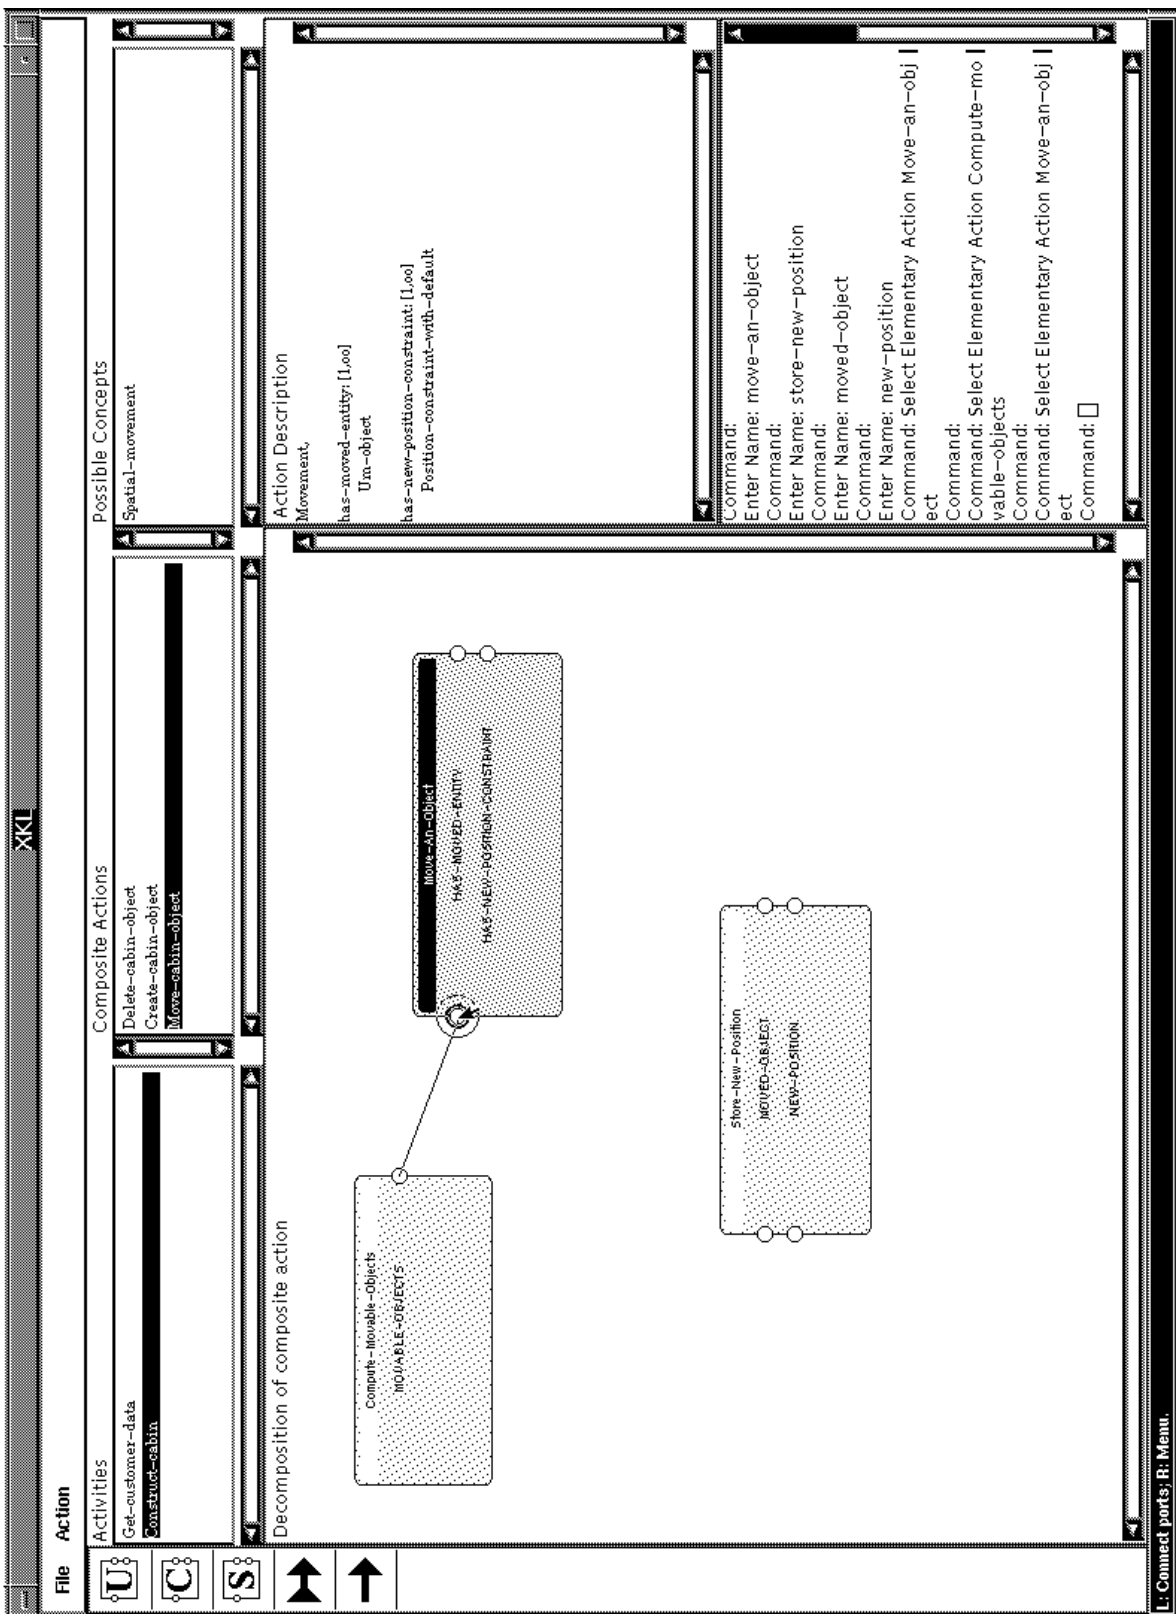 XKL
File Action
Activities
Composite Actions
Possible Concepts
Get-customer-data
Construct-cabin
Delete-cabin-object
Create-cabin-object
Move-cabin-object
Spatial-movement
U
C
S
Decomposition of composite action
Compute-Movable-Objects
MOVABLE-OBJECTS
Move-An-Object
HAS-MOVED-ENTITY
HAS-NEW-POSITION-CONSTRAINT
Store-New-Position
MOVED-OBJECT
NEW-POSITION
Action Description
Movement,
has-moved-entity: [1,oo]
Um-object
has-new-position-constraint: [1,oo]
Position-constraint-with-default
Command:
Enter Name: move-an-object
Command:
Enter Name: store-new-position
Command:
Enter Name: moved-object
Command:
Enter Name: new-position
Command: Select Elementary Action Move-an-obj
ect
Command:
Command: Select Elementary Action Compute-mo
vable-objects
Command:
Command: Select Elementary Action Move-an-obj
ect
Command:
L: Connect ports; R: Menu.